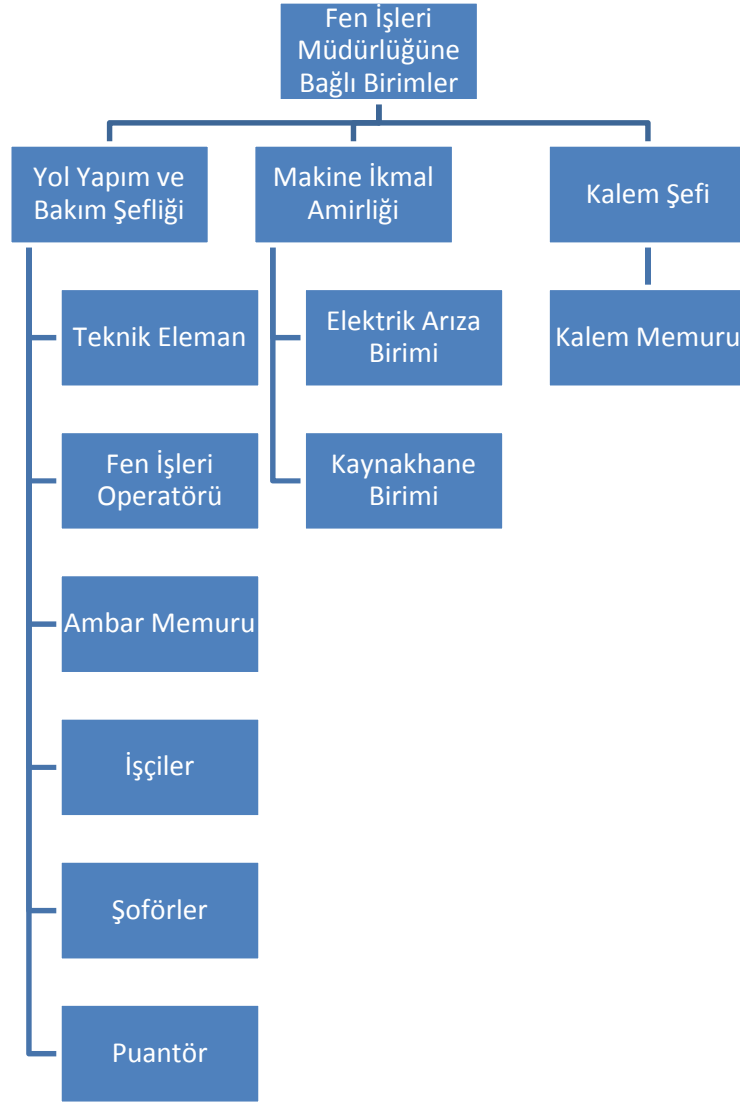 Fen İşleri
Müdürlüğüne
Bağlı Birimler
Yol Yapım ve
Bakım Şefliği
Makine İkmal
Amirliği
Kalem Şefi
Teknik Eleman
Elektrik Arıza
Birimi
Kalem Memuru
Fen İşleri
Operatörü
Kaynakhane
Birimi
Ambar Memuru
İşçiler
Şoförler
Puantör